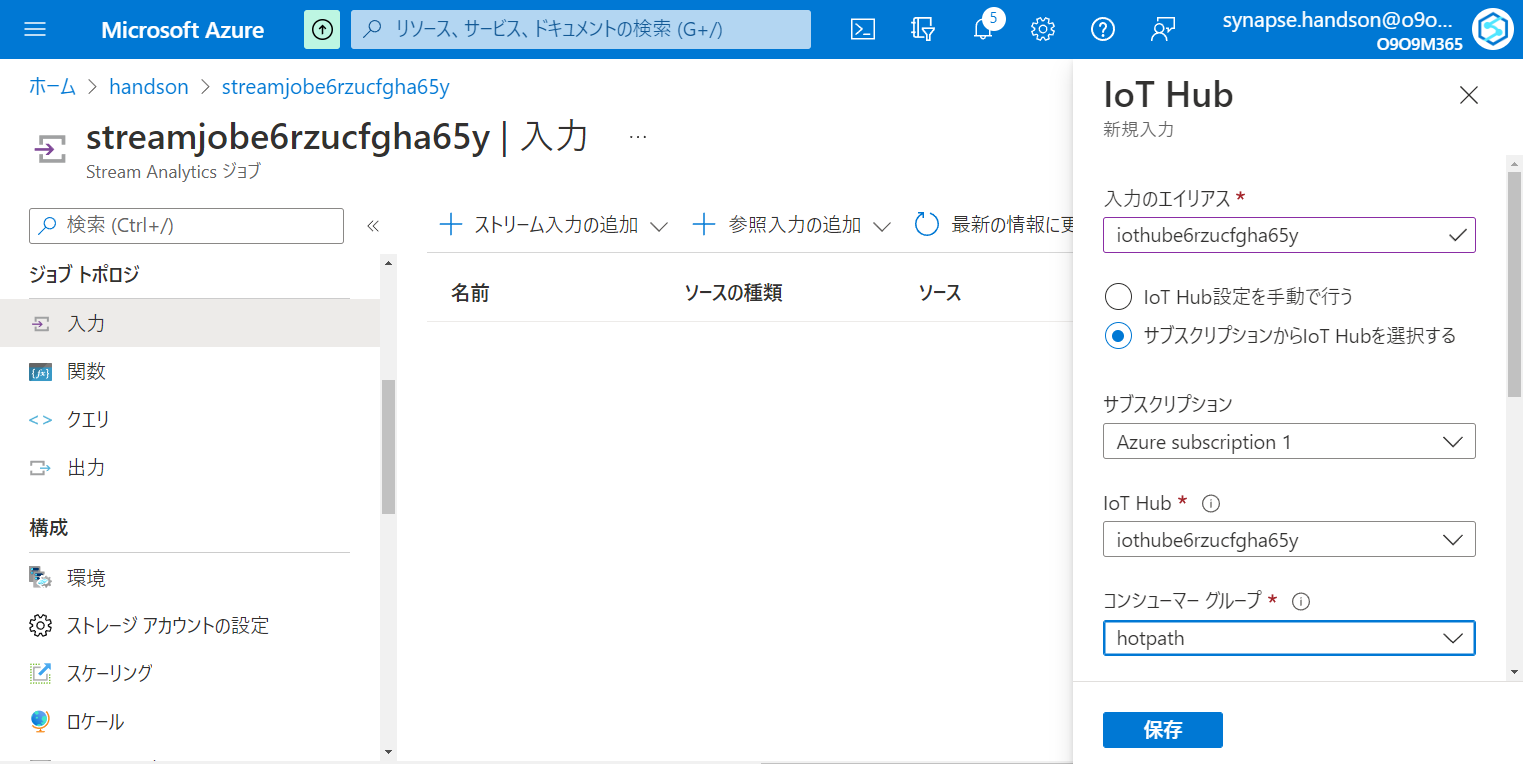 Microsoft Azure
リソース、サービス、ドキュメントの検索 (G+/)
5
synapse.handson@o9o...
O9O9M365
ホーム > handson > streamjobe6rzucfgha65y
streamjobe6rzucfgha65y | 入力 ...
Stream Analytics ジョブ
検索 (Ctrl+/)
«
ジョブ トポロジ
入力
{fx} 関数
<> クエリ
出力
構成
環境
ストレージ アカウントの設定
スケーリング
ロケール
ストリーム入力の追加
参照入力の追加
最新の情報に更
名前 ソースの種類 ソース
IoT Hub
新規入力
入力のエイリアス *
iothube6rzucfgha65y
IoT Hub設定を手動で行う
サブスクリプションからIoT Hubを選択する
サブスクリプション
Azure subscription 1
IoT Hub *
iothube6rzucfgha65y
コンシューマー グループ *
hotpath
保存